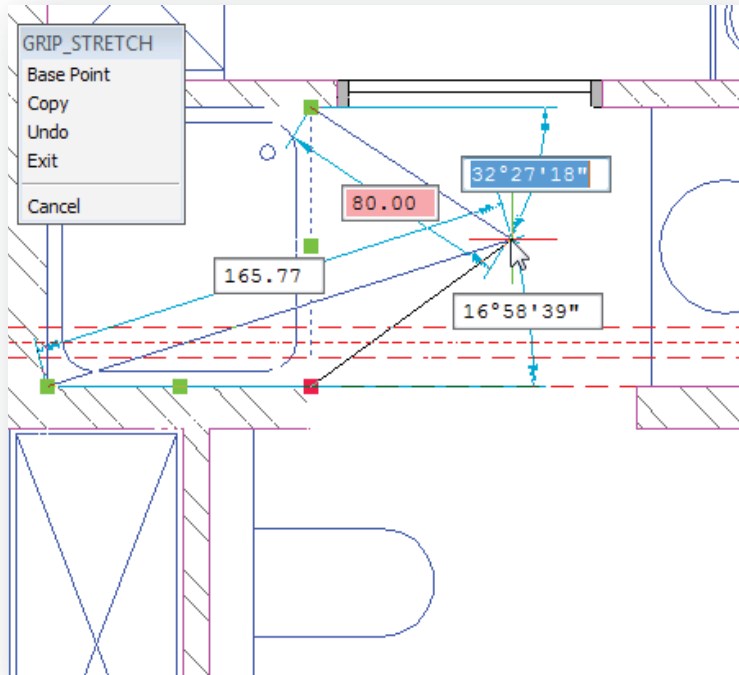 GRIP_STRETCH
Base Point
Copy
Undo
Exit
Cancel
32°27'18"
80.00
165.77
16°58'39"